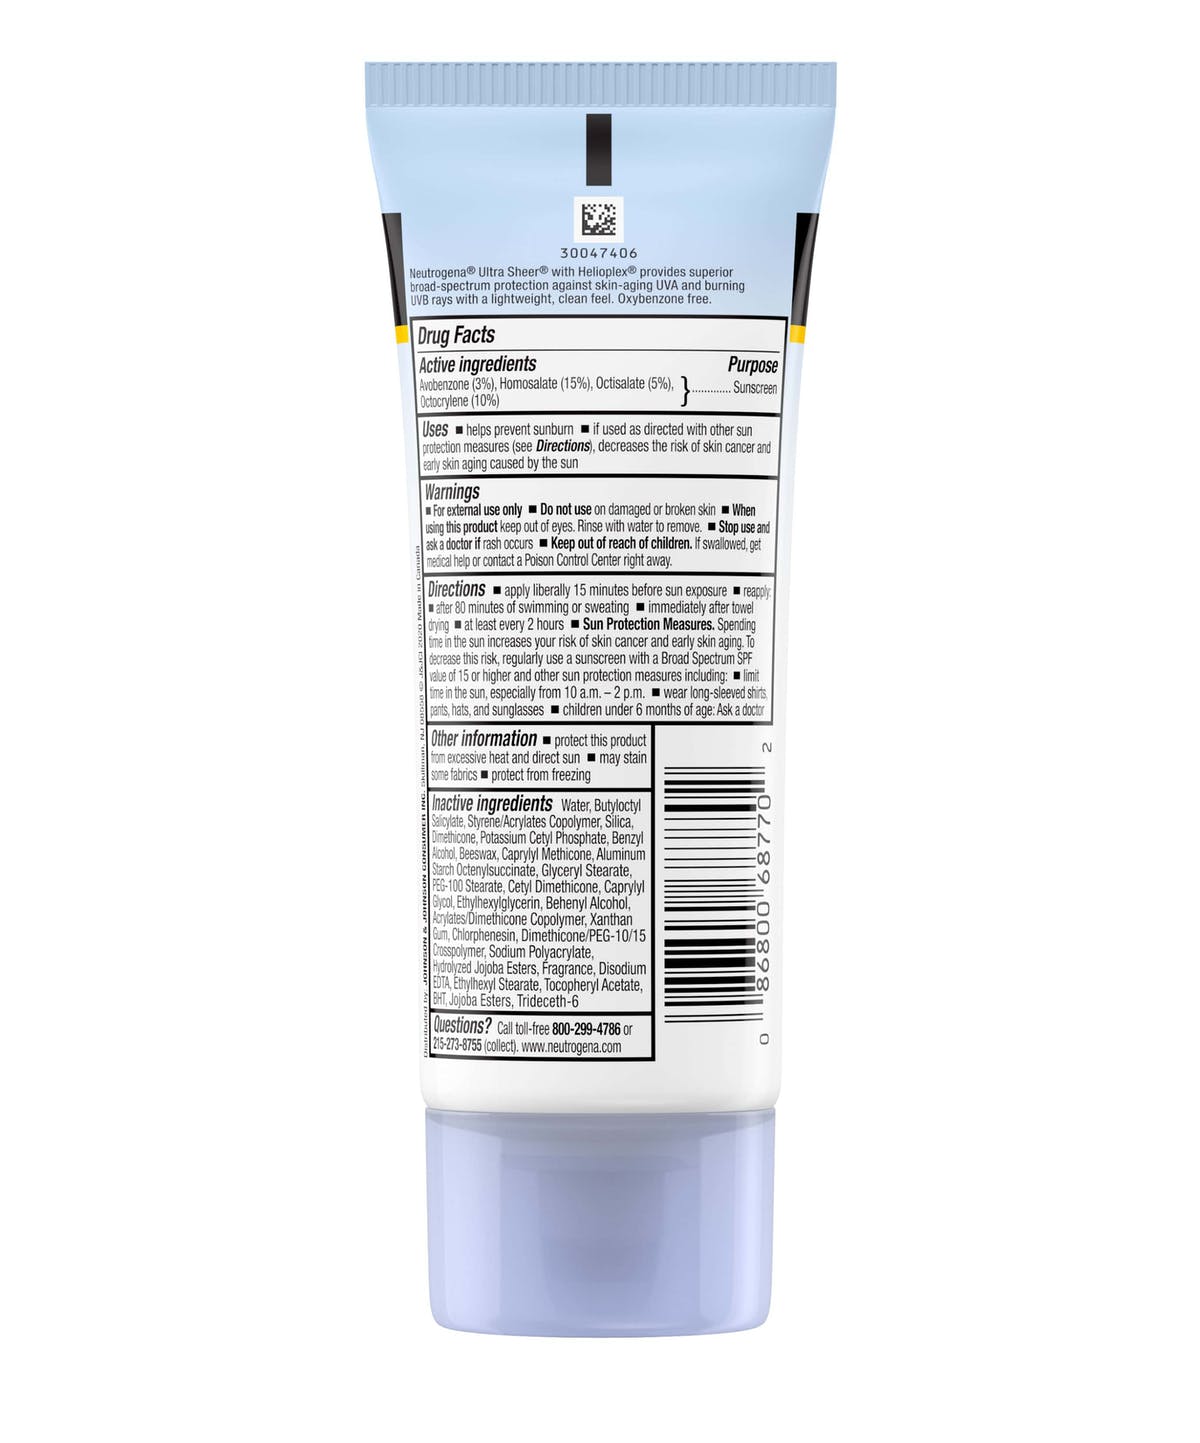 30047406
Neutrogena® Ultra Sheer® with Helioplex® provides superior
broad-spectrum protection against skin-aging UVA and burning
UVB rays with a lightweight, clean feel. Oxybenzone free.
Drug Facts
Active ingredients Purpose
Avobenzone (3%), Homosalate (15%), Octisalate (5%),
Octocrylene (10%) } ............. Sunscreen
Uses ■ helps prevent sunburn ■ if used as directed with other sun
protection measures (see Directions), decreases the risk of skin cancer and
early skin aging caused by the sun
Warnings
■ For external use only ■ Do not use on damaged or broken skin ■ When
using this product keep out of eyes. Rinse with water to remove. ■ Stop use and
ask a doctor if rash occurs ■ Keep out of reach of children. If swallowed, get
medical help or contact a Poison Control Center right away.
Directions ■ apply liberally 15 minutes before sun exposure ■ reapply:
■ after 80 minutes of swimming or sweating ■ immediately after towel
drying ■ at least every 2 hours ■ Sun Protection Measures. Spending
time in the sun increases your risk of skin cancer and early skin aging. To
decrease this risk, regularly use a sunscreen with a Broad Spectrum SPF
value of 15 or higher and other sun protection measures including: ■ limit
time in the sun, especially from 10 a.m. – 2 p.m. ■ wear long-sleeved shirts,
pants, hats, and sunglasses ■ children under 6 months of age: Ask a doctor
Other information ■ protect this product
from excessive heat and direct sun ■ may stain
some fabrics ■ protect from freezing
Inactive ingredients Water, Butyloctyl
Salicylate, Styrene/Acrylates Copolymer, Silica,
Dimethicone, Potassium Cetyl Phosphate, Benzyl
Alcohol, Beeswax, Caprylyl Methicone, Aluminum
Starch Octenylsuccinate, Glyceryl Stearate,
PEG-100 Stearate, Cetyl Dimethicone, Caprylyl
Glycol, Ethylhexylglycerin, Behenyl Alcohol,
Acrylates/Dimethicone Copolymer, Xanthan
Gum, Chlorphenesin, Dimethicone/PEG-10/15
Crosspolymer, Sodium Polyacrylate,
Hydrolyzed Jojoba Esters, Fragrance, Disodium
EDTA, Ethylhexyl Stearate, Tocopheryl Acetate,
BHT, Jojoba Esters, Trideceth-6
Questions? Call toll-free 800-299-4786 or
215-273-8755 (collect). www.neutrogena.com
Distributed by: JOHNSON & JOHNSON CONSUMER INC. Skillman, NJ 08558 © J&JCI 2020 Made in Canada
0 86800 68770 2